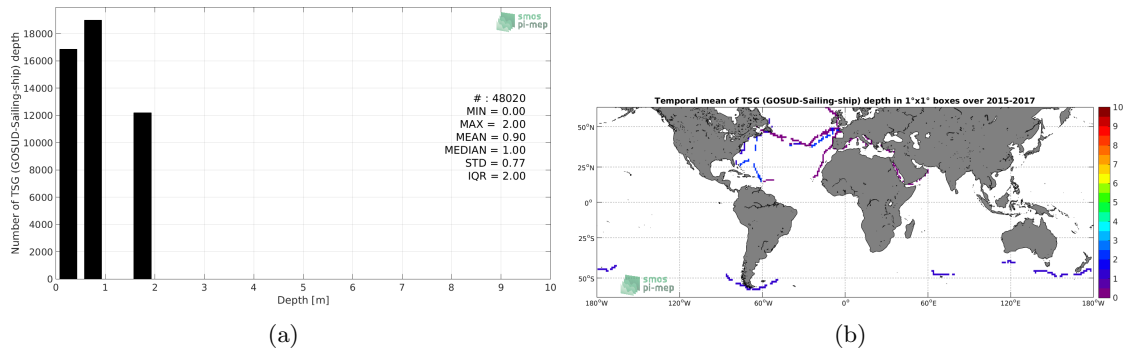 smos
pi-mep
Number of TSG (GOSUD-Sailing-ship) depth
18000
16000
14000
12000
10000
8000
6000
4000
2000
0
# : 48020
MIN = 0.00
MAX = 2.00
MEAN = 0.90
MEDIAN = 1.00
STD = 0.77
IQR = 2.00
0 1 2 3 4 5 6 7 8 9 10
Depth [m]
(a)
Temporal mean of TSG (GOSUD-Sailing-ship) depth in 1°x1° boxes over 2015-2017
50°N
25°N
0°
25°S
50°S
180°W 120°W 60°W 0° 60°E 120°E 180°W
smos
pi-mep
10
9
8
7
6
5
4
3
2
1
0
(b)